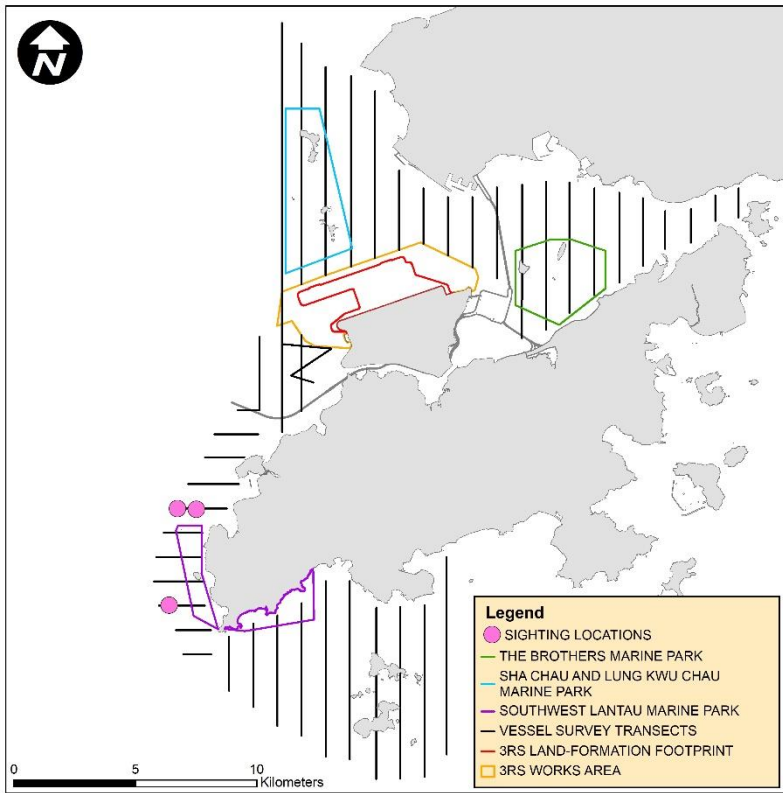 N
Legend
SIGHTING LOCATIONS
THE BROTHERS MARINE PARK
SHA CHAU AND LUNG KWU CHAU
MARINE PARK
SOUTHWEST LANTAU MARINE PARK
VESSEL SURVEY TRANSECTS
3RS LAND-FORMATION FOOTPRINT
3RS WORKS AREA
0 5 10
Kilometers